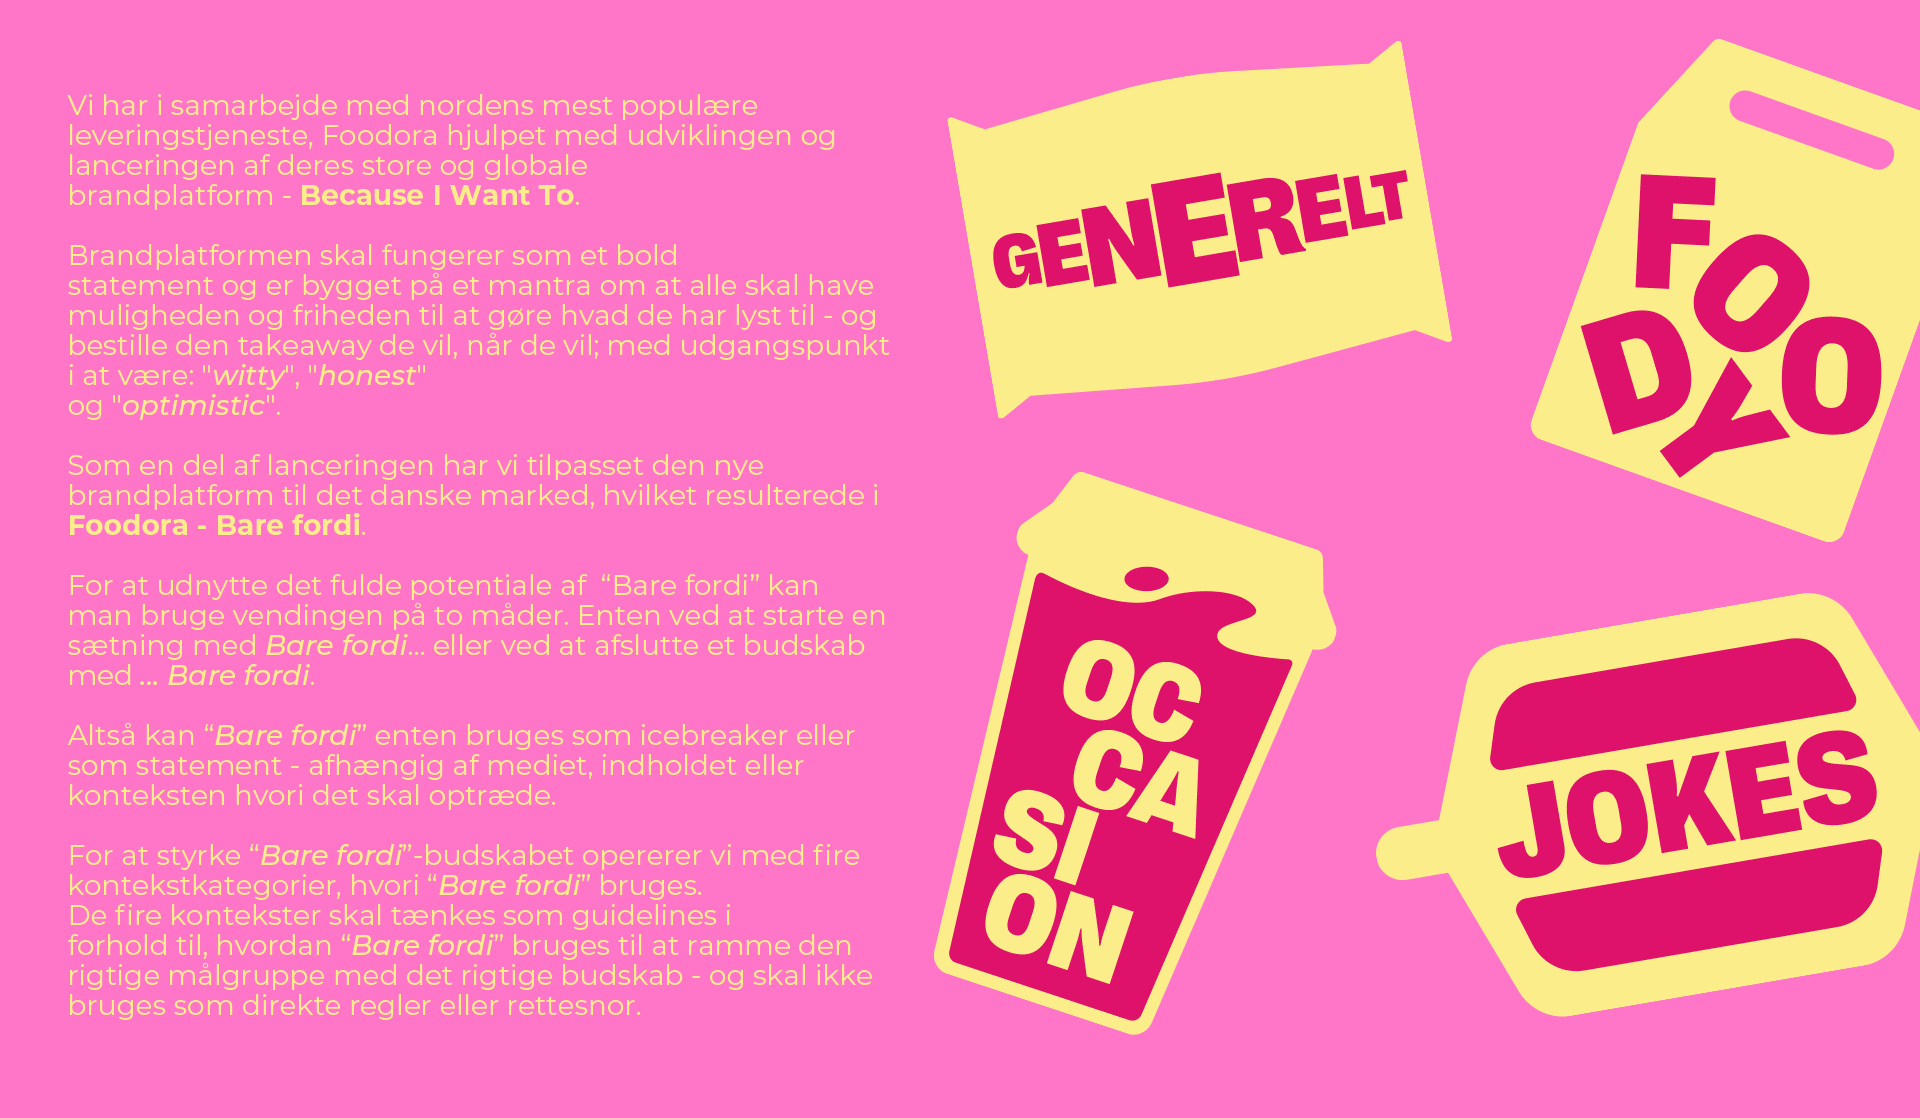 Vi har i samarbejde med nordens mest populære
leveringstjeneste, Foodora hjulpet med udviklingen og
lanceringen af deres store og globale
brandplatform - Because I Want To.
Brandplatformen skal fungerer som et bold
statement og er bygget på et mantra om at alle skal have
muligheden og friheden til at gøre hvad de har lyst til - og
bestille den takeaway de vil, når de vil; med udgangspunkt
i at være: "witty", "honest"
og "optimistic".
Som en del af lanceringen har vi tilpasset den nye
brandplatform til det danske marked, hvilket resulterede i
Foodora - Bare fordi.
For at udnytte det fulde potentiale af “Bare fordi” kan
man bruge vendingen på to måder. Enten ved at starte en
sætning med Bare fordi... eller ved at afslutte et budskab
med ... Bare fordi.
Altså kan “Bare fordi” enten bruges som icebreaker eller
som statement - afhængig af mediet, indholdet eller
konteksten hvori det skal optræde.
For at styrke “Bare fordi”-budskabet opererer vi med fire
kontekstkategorier, hvori “Bare fordi” bruges.
De fire kontekster skal tænkes som guidelines i
forhold til, hvordan “Bare fordi” bruges til at ramme den
rigtige målgruppe med det rigtige budskab - og skal ikke
bruges som direkte regler eller rettesnor.
GENERELT
FOO
DY
OC
CA
SI
ON
JOKES